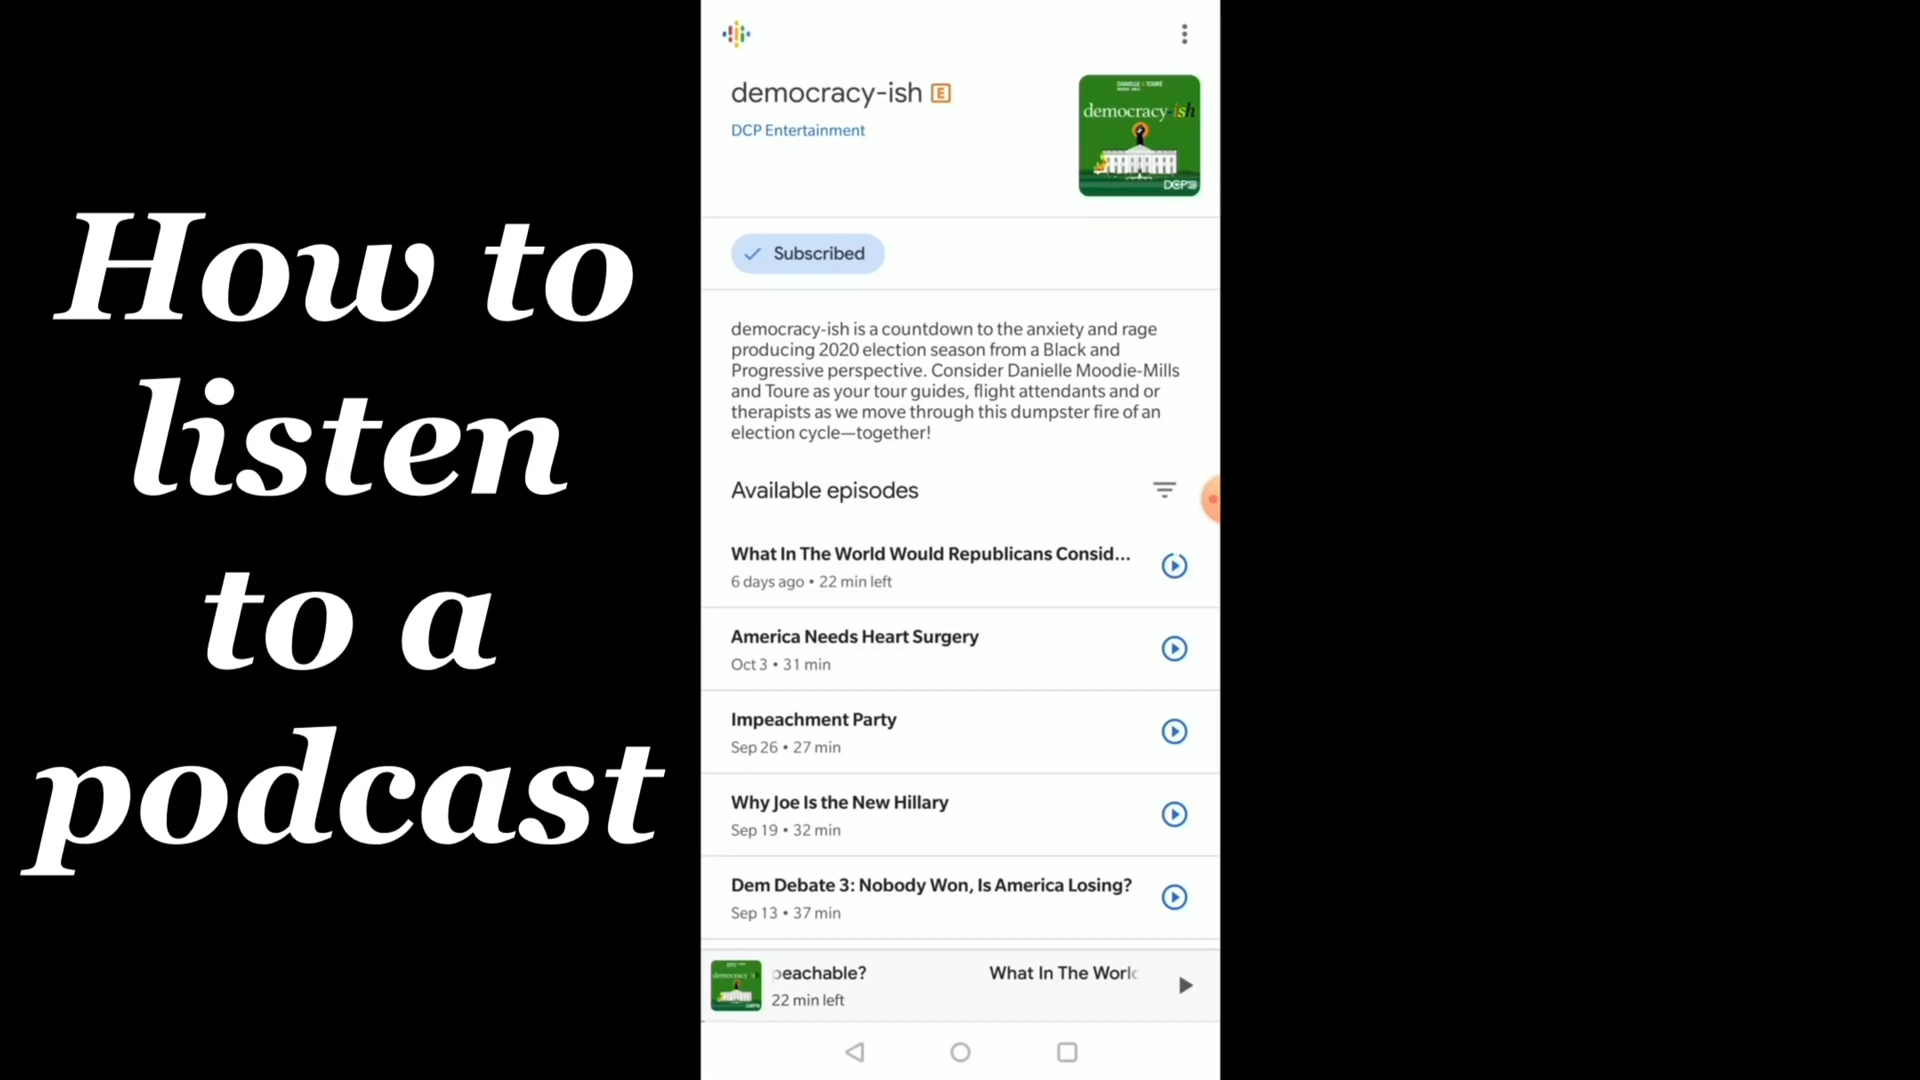 How to
listen
to a
podcast
democracy-ish E
DCP Entertainment
democracy-ish
DCP
Subscribed
democracy-ish is a countdown to the anxiety and rage
producing 2020 election season from a Black and
Progressive perspective. Consider Danielle Moodie-Mills
and Toure as your tour guides, flight attendants and or
therapists as we move through this dumpster fire of an
election cycle—together!
Available episodes
What In The World Would Republicans Consid...
6 days ago • 22 min left
America Needs Heart Surgery
Oct 3 • 31 min
Impeachment Party
Sep 26 • 27 min
Why Joe Is the New Hillary
Sep 19 • 32 min
Dem Debate 3: Nobody Won, Is America Losing?
Sep 13 • 37 min
peachable? What In The Worl
22 min left